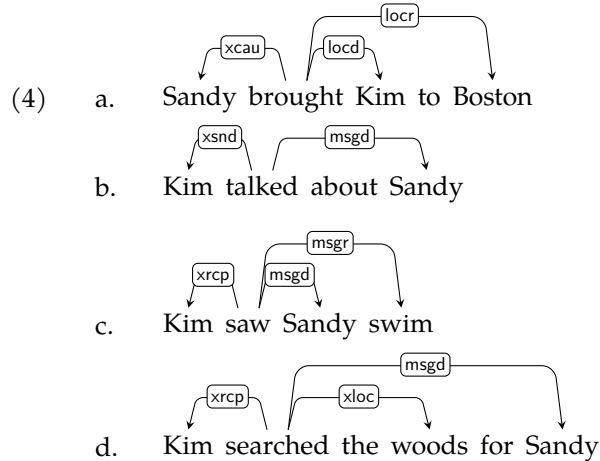 locr
xcau locd
(4) a. Sandy brought Kim to Boston
xsnd msgd
b. Kim talked about Sandy
msgr
xrcp msgd
c. Kim saw Sandy swim
msgd
xrcp xloc
d. Kim searched the woods for Sandy